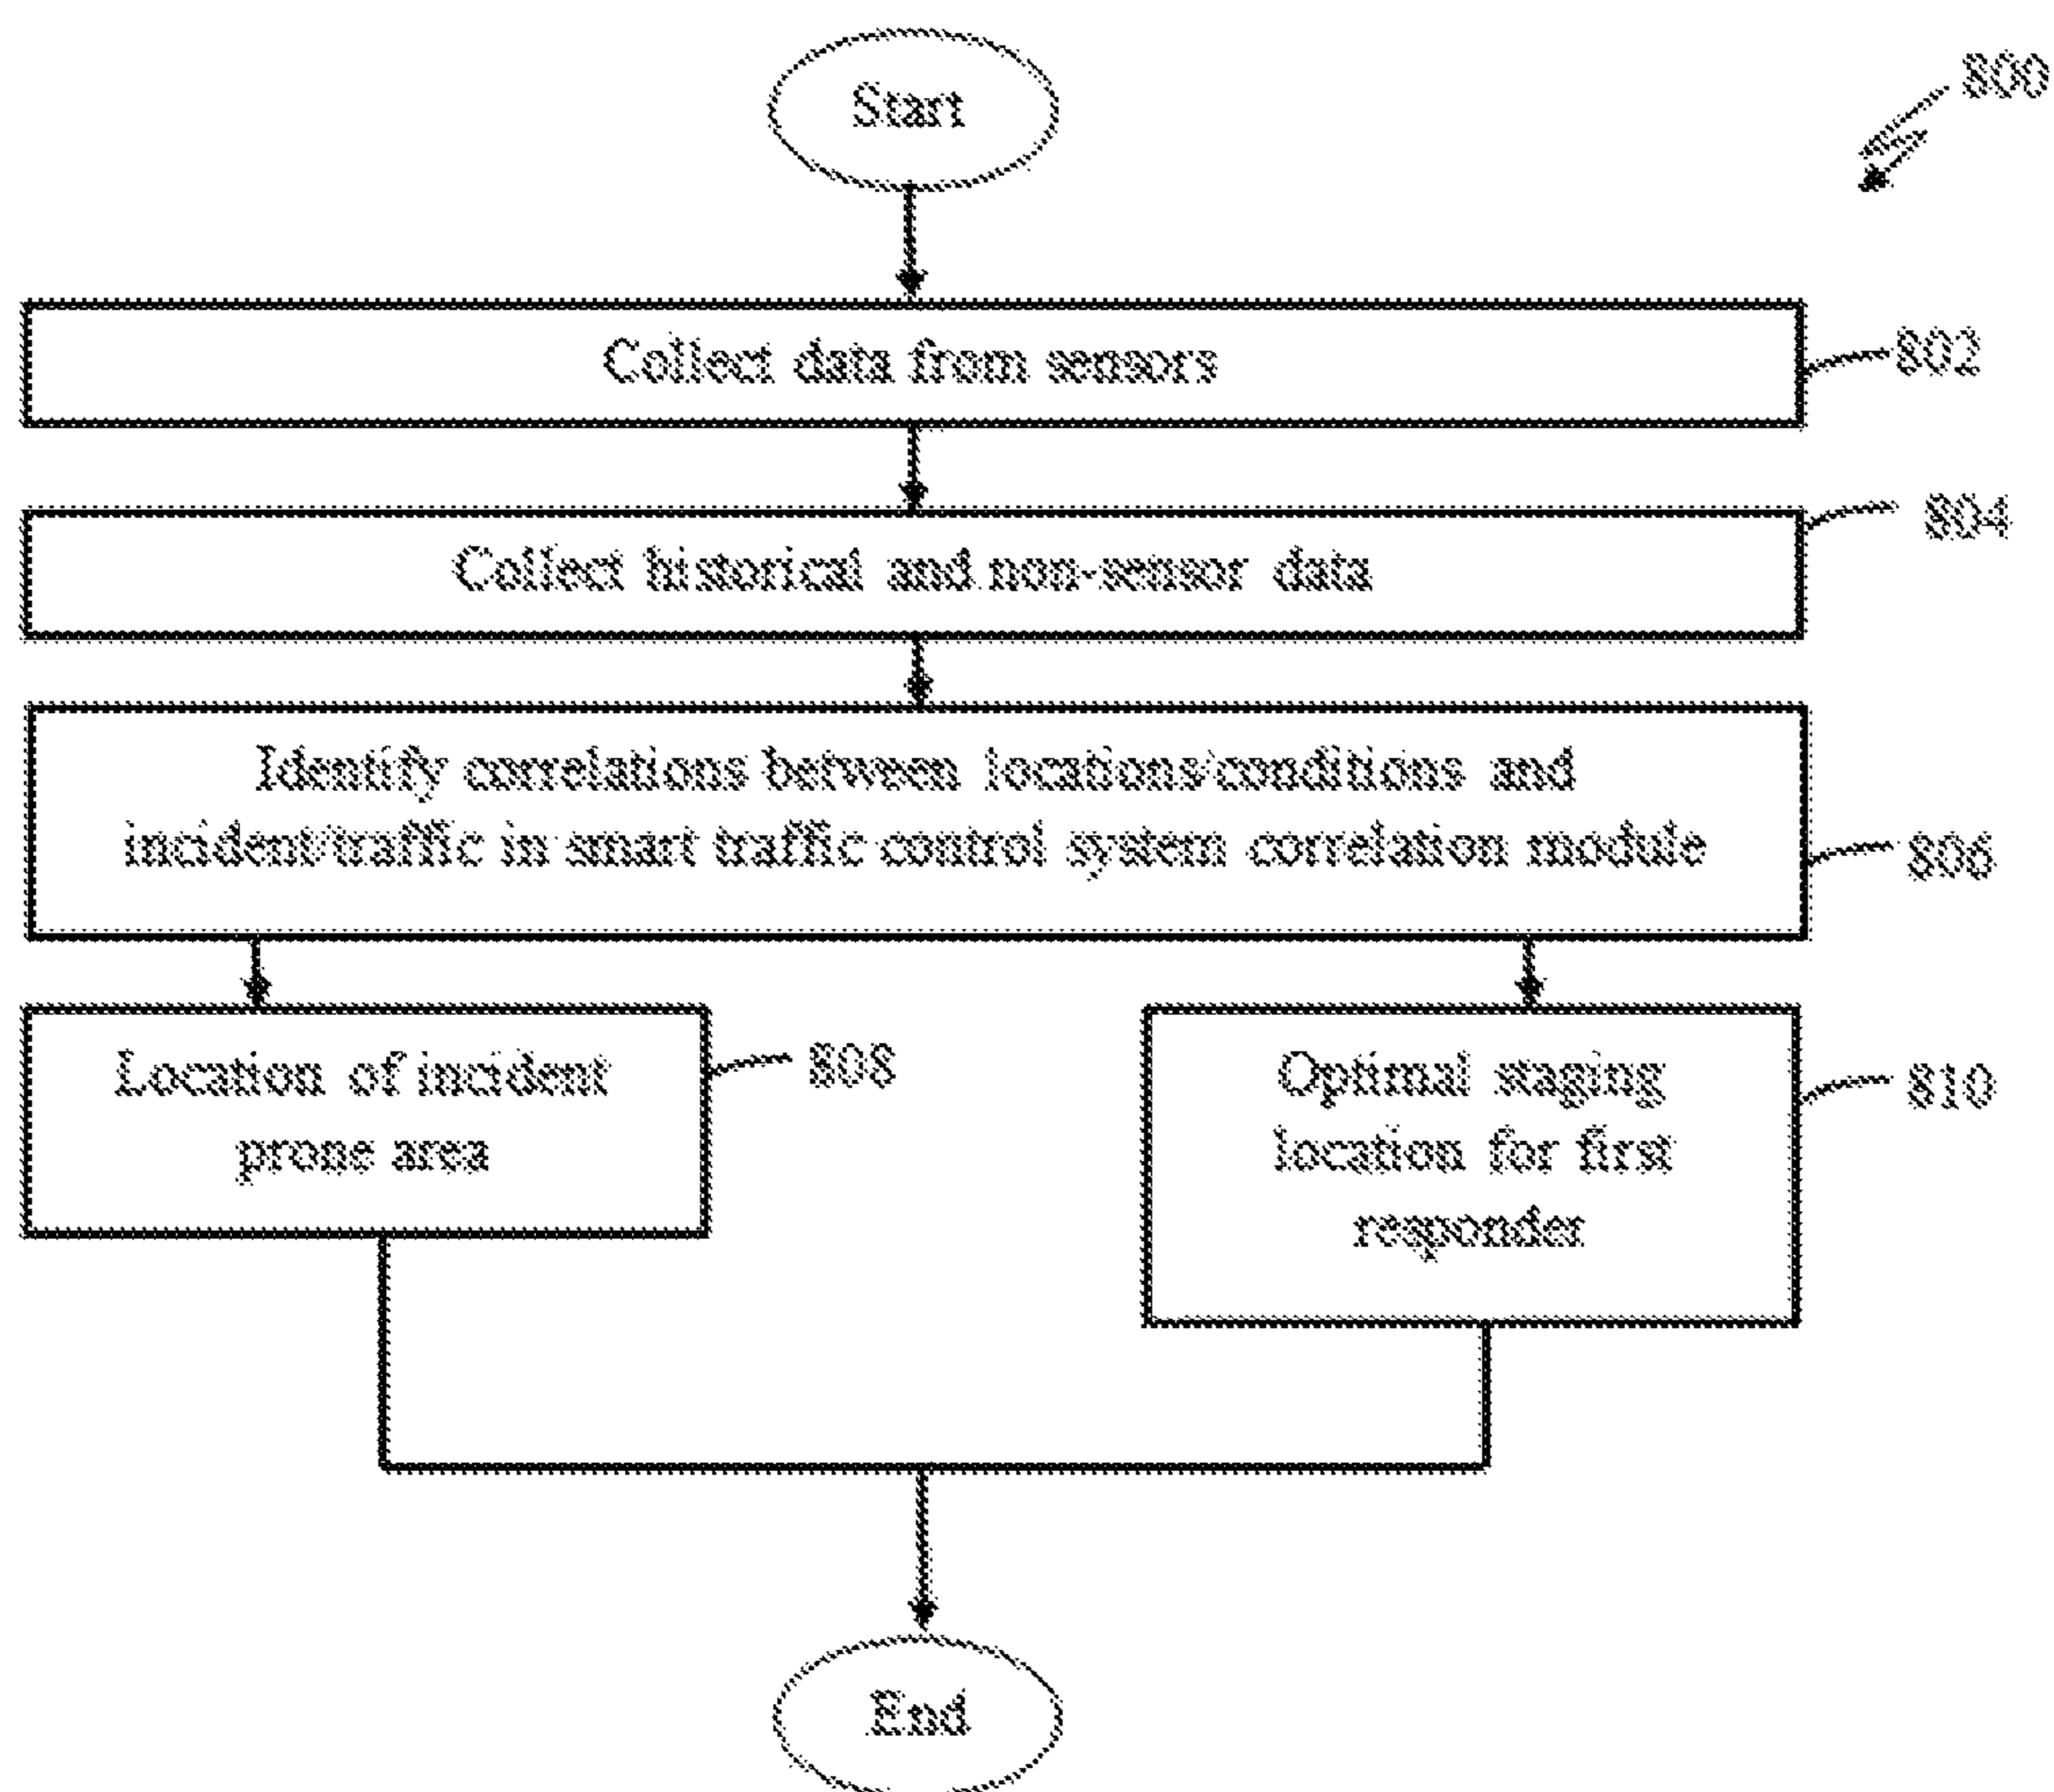 Start
800
Collect data from sensors
802
Collect historical and non-sensor data
804
Identify correlations between locations/conditions and
incident/traffic in smart traffic control system correlation module
806
Location of incident
prone area
808
Optimal staging
location for first
responder
810
End